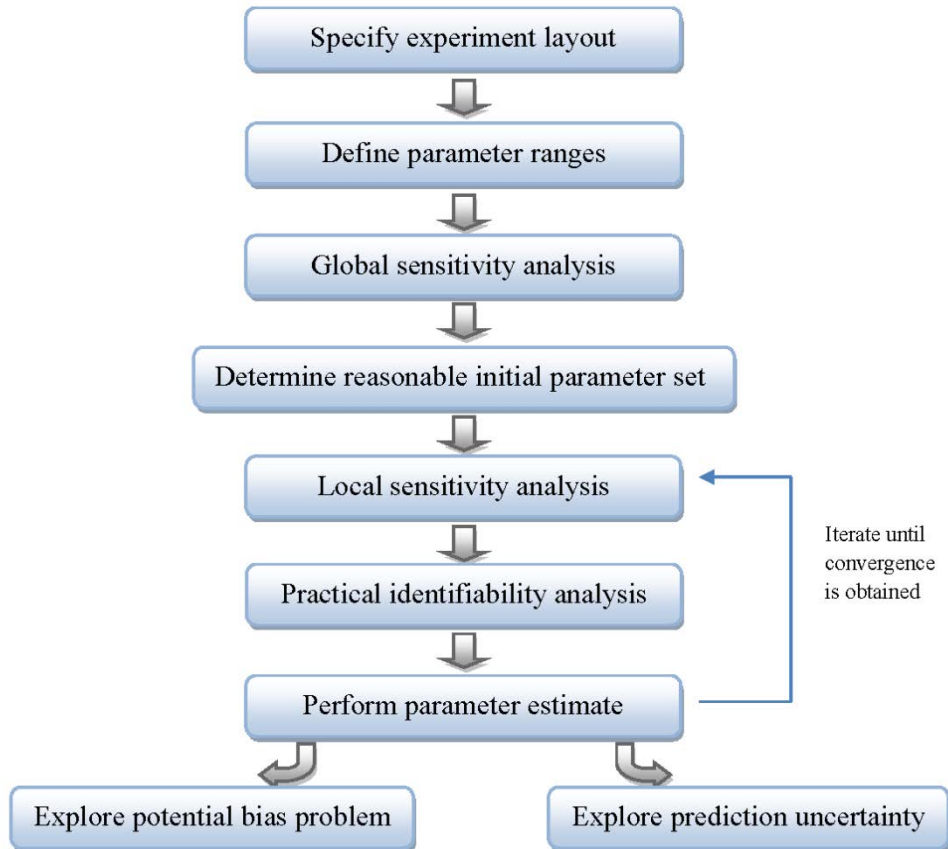 Specify experiment layout
Define parameter ranges
Global sensitivity analysis
Determine reasonable initial parameter set
Local sensitivity analysis
Iterate until
convergence
is obtained
Practical identifiability analysis
Perform parameter estimate
Explore potential bias problem
Explore prediction uncertainty